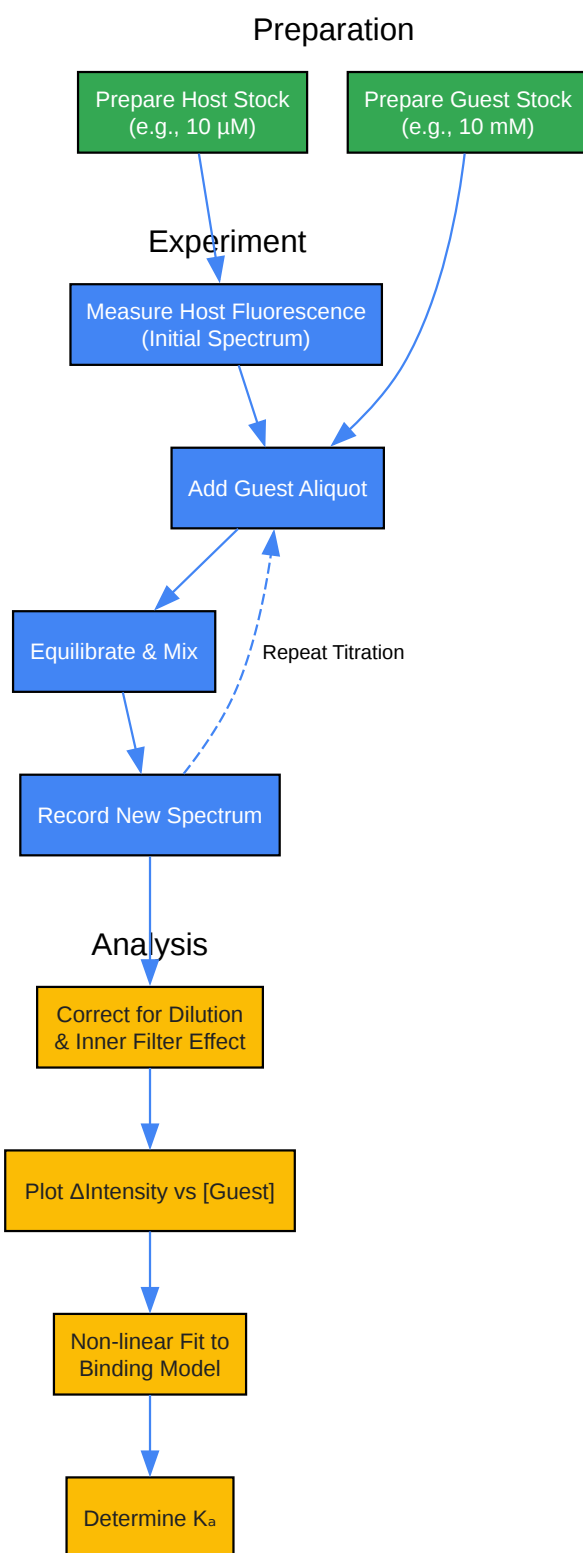 Preparation
Prepare Host Stock
(e.g., 10 µM)
Prepare Guest Stock
(e.g., 10 mM)
Experiment
Measure Host Fluorescence
(Initial Spectrum)
Add Guest Aliquot
Equilibrate & Mix
Repeat Titration
Record New Spectrum
Analysis
Correct for Dilution
& Inner Filter Effect
Plot ΔIntensity vs [Guest]
Non-linear Fit to
Binding Model
Determine Kₐ